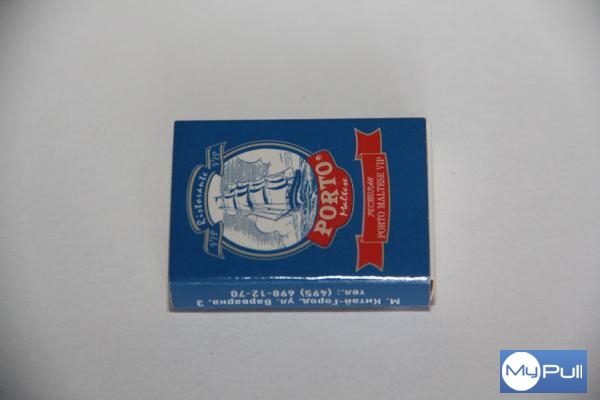 Ristorante
VIP VIP
PORTO®
Maltese
РЕСТОРАН
PORTO MALTESE VIP
М. Китай-Город, ул. Варварка, 3
тел.: (495) 698-12-70
MyPull